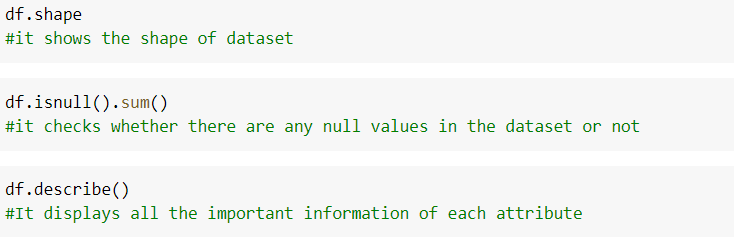 df.shape
#it shows the shape of dataset
df.isnull().sum()
#it checks whether there are any null values in the dataset or not
df.describe()
#It displays all the important information of each attribute